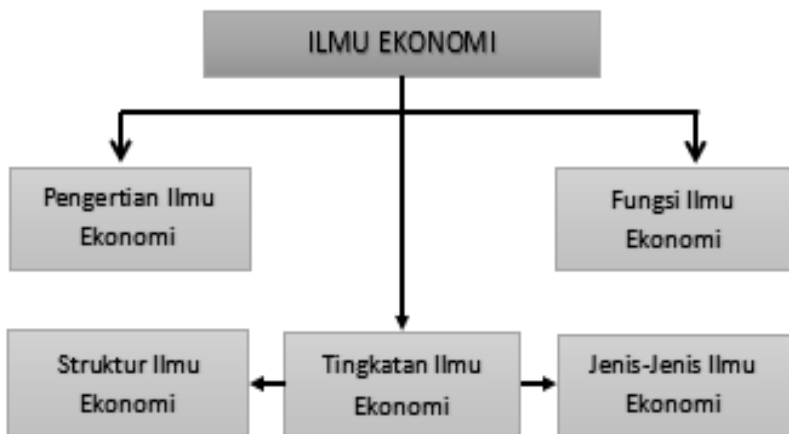 ILMU EKONOMI
Pengertian Ilmu
Ekonomi
Fungsi Ilmu
Ekonomi
Struktur Ilmu
Ekonomi
Tingkatan Ilmu
Ekonomi
Jenis-Jenis Ilmu
Ekonomi